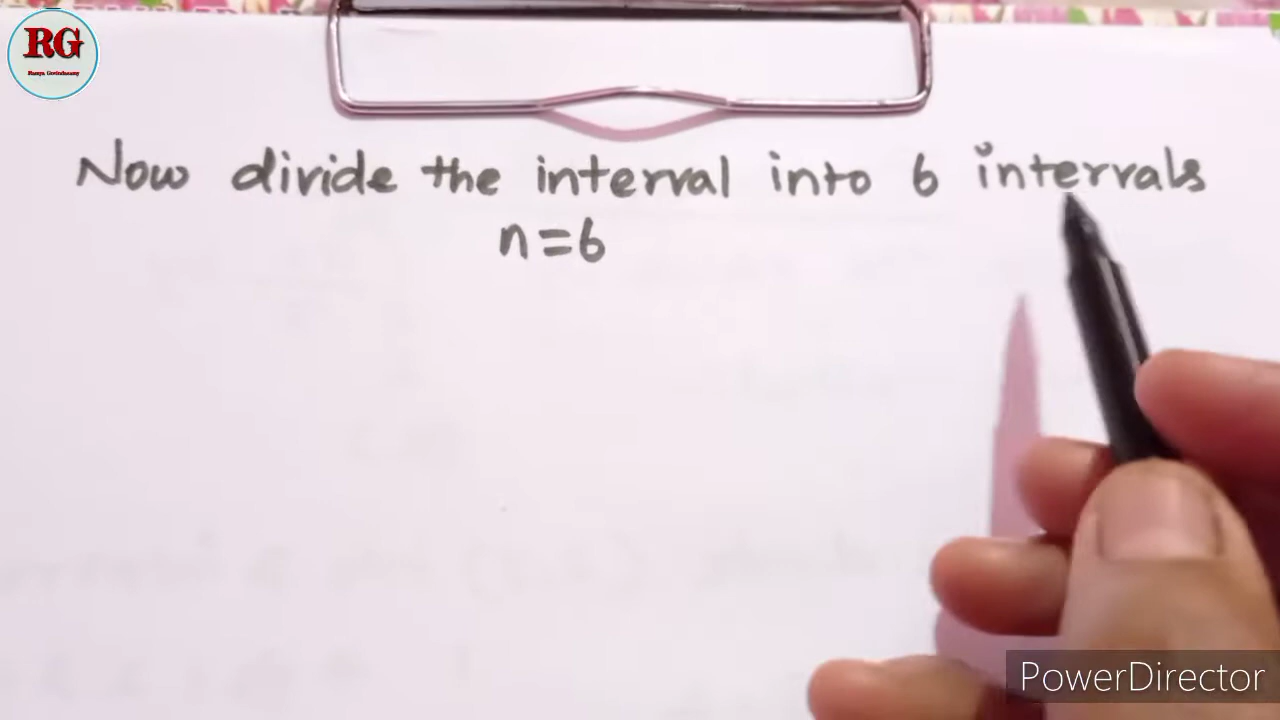 RG
Now divide the interval into 6 intervals
n=6
PowerDirector